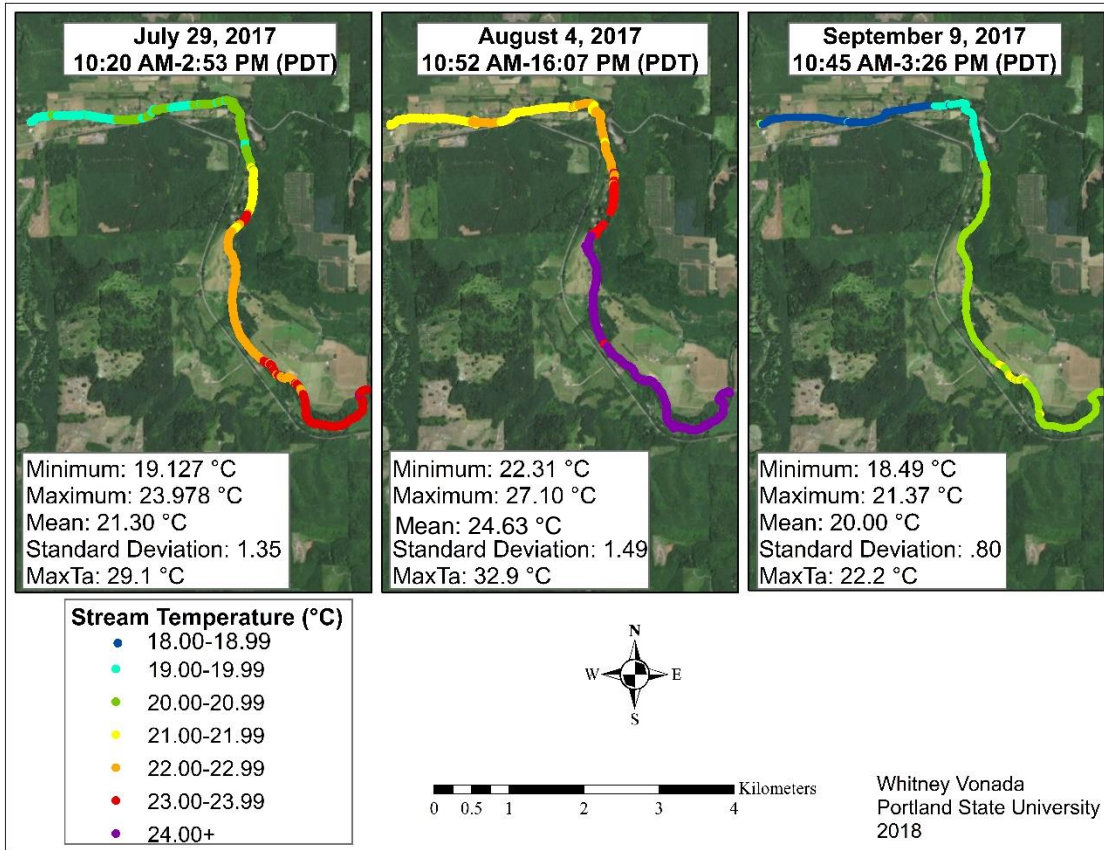 July 29, 2017
10:20 AM-2:53 PM (PDT)
Minimum: 19.127 °C
Maximum: 23.978 °C
Mean: 21.30 °C
Standard Deviation: 1.35
MaxTa: 29.1 °C
August 4, 2017
10:52 AM-16:07 PM (PDT)
Minimum: 22.31 °C
Maximum: 27.10 °C
Mean: 24.63 °C
Standard Deviation: 1.49
MaxTa: 32.9 °C
September 9, 2017
10:45 AM-3:26 PM (PDT)
Minimum: 18.49 °C
Maximum: 21.37 °C
Mean: 20.00 °C
Standard Deviation: .80
MaxTa: 22.2 °C
Stream Temperature (°C)
18.00-18.99
19.00-19.99
20.00-20.99
21.00-21.99
22.00-22.99
23.00-23.99
24.00+
N
W E
S
Kilometers
0 0.5 1 2 3 4
Whitney Vonada
Portland State University
2018